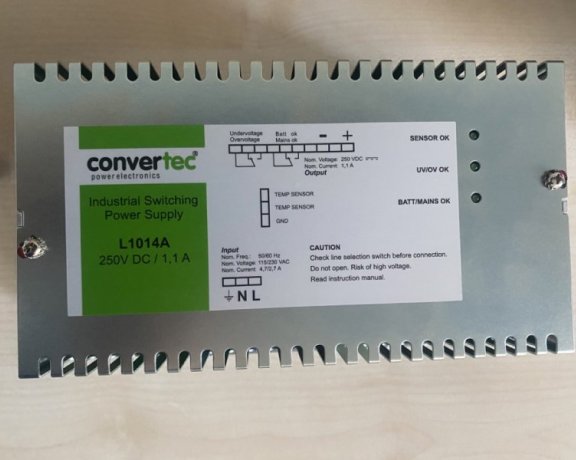 convertec®
power electronics
Industrial Switching
Power Supply
L1014A
250V DC / 1,1 A
Undervoltage
Overvoltage
Batt ok
Mains ok
- +
Nom. Voltage: 250 VDC
Nom. Current: 1,1 A
Output
TEMP SENSOR
TEMP SENSOR
GND
Input
Nom. Freq.: 50/60 Hz
Nom. Voltage: 115/230 VAC
Nom. Current: 4,7/2,7 A
N L
SENSOR OK
UV/OV OK
BATT/MAINS OK
CAUTION
Check line selection switch before connection.
Do not open. Risk of high voltage.
Read instruction manual.